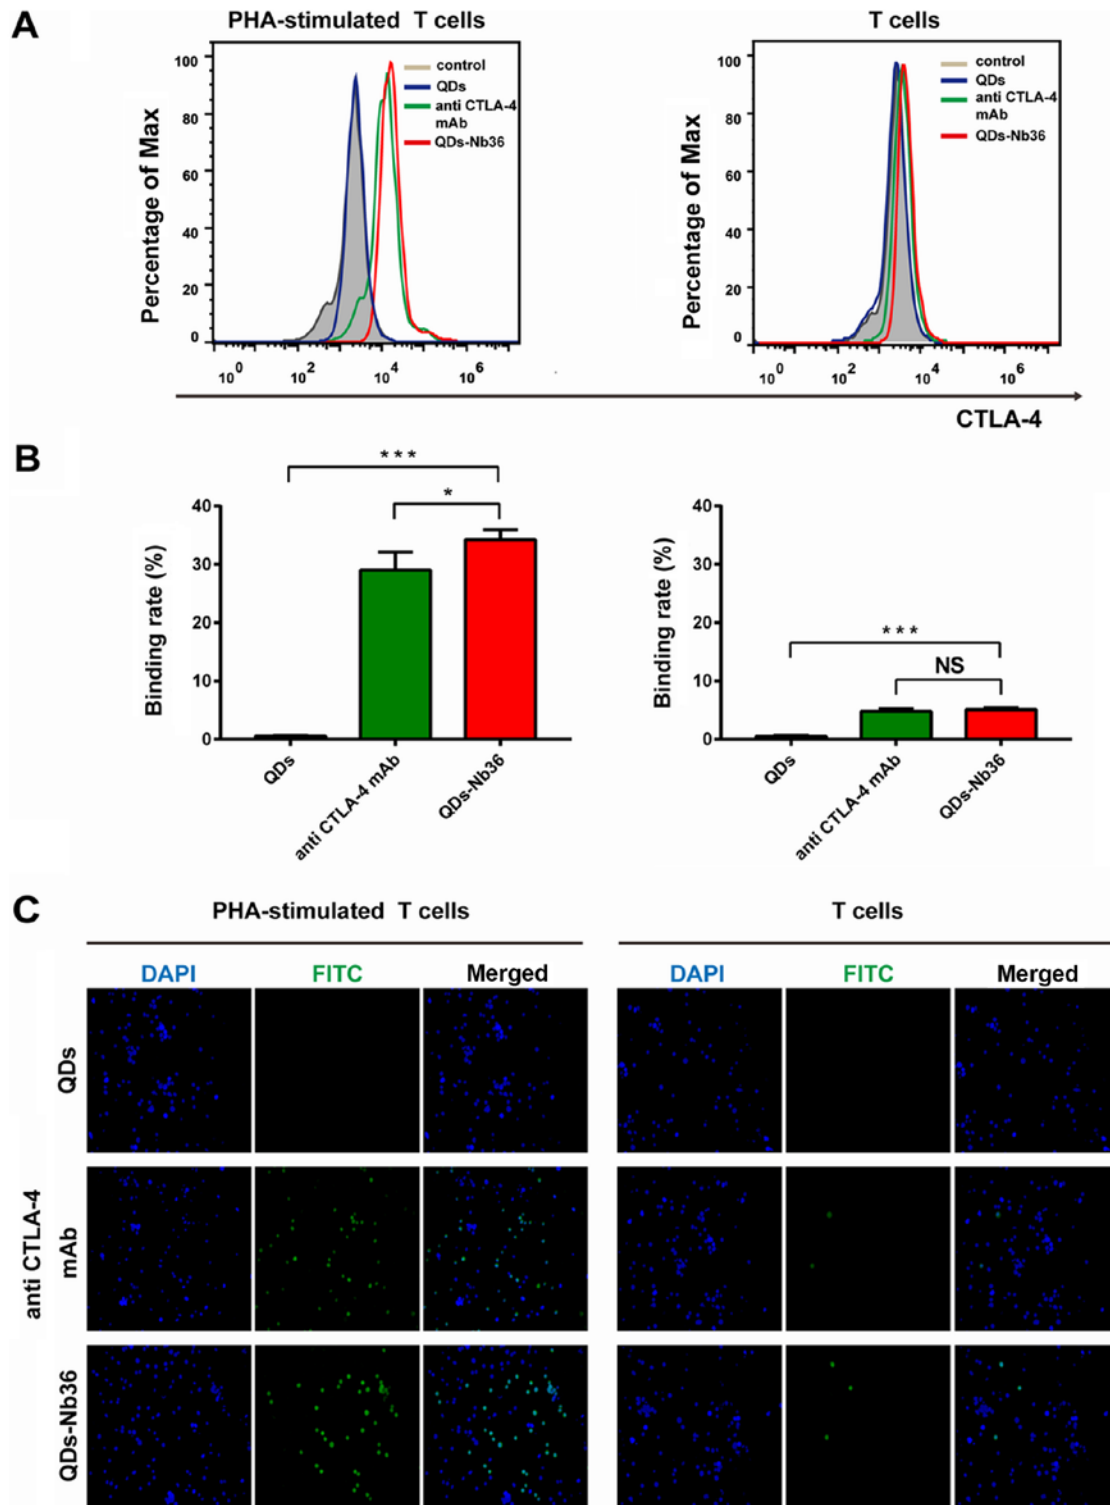 A
PHA-stimulated T cells
T cells
Percentage of Max
100
80
60
40
20
0
control
QDs
anti CTLA-4
mAb
QDs-Nb36
10^0 10^2 10^4 10^6
Percentage of Max
100
80
60
40
20
0
control
QDs
anti CTLA-4
mAb
QDs-Nb36
10^0 10^2 10^4 10^6
CTLA-4
B
Binding rate (%)
40
30
20
10
0
***
*
QDs
anti CTLA-4 mAb
QDs-Nb36
Binding rate (%)
40
30
20
10
0
***
NS
QDs
anti CTLA-4 mAb
QDs-Nb36
C
PHA-stimulated T cells
T cells
DAPI FITC Merged
DAPI FITC Merged
QDs
anti CTLA-4
mAb
QDs-Nb36